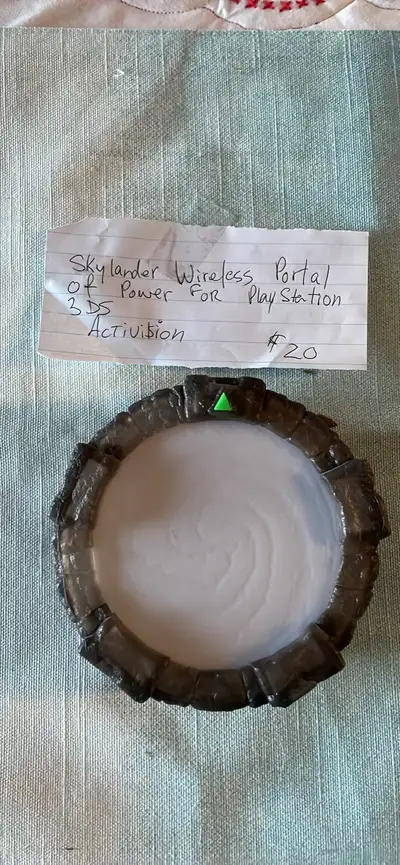 Skylander Wireless Portal
of Power FOR PlayStation
3DS
Activision $20